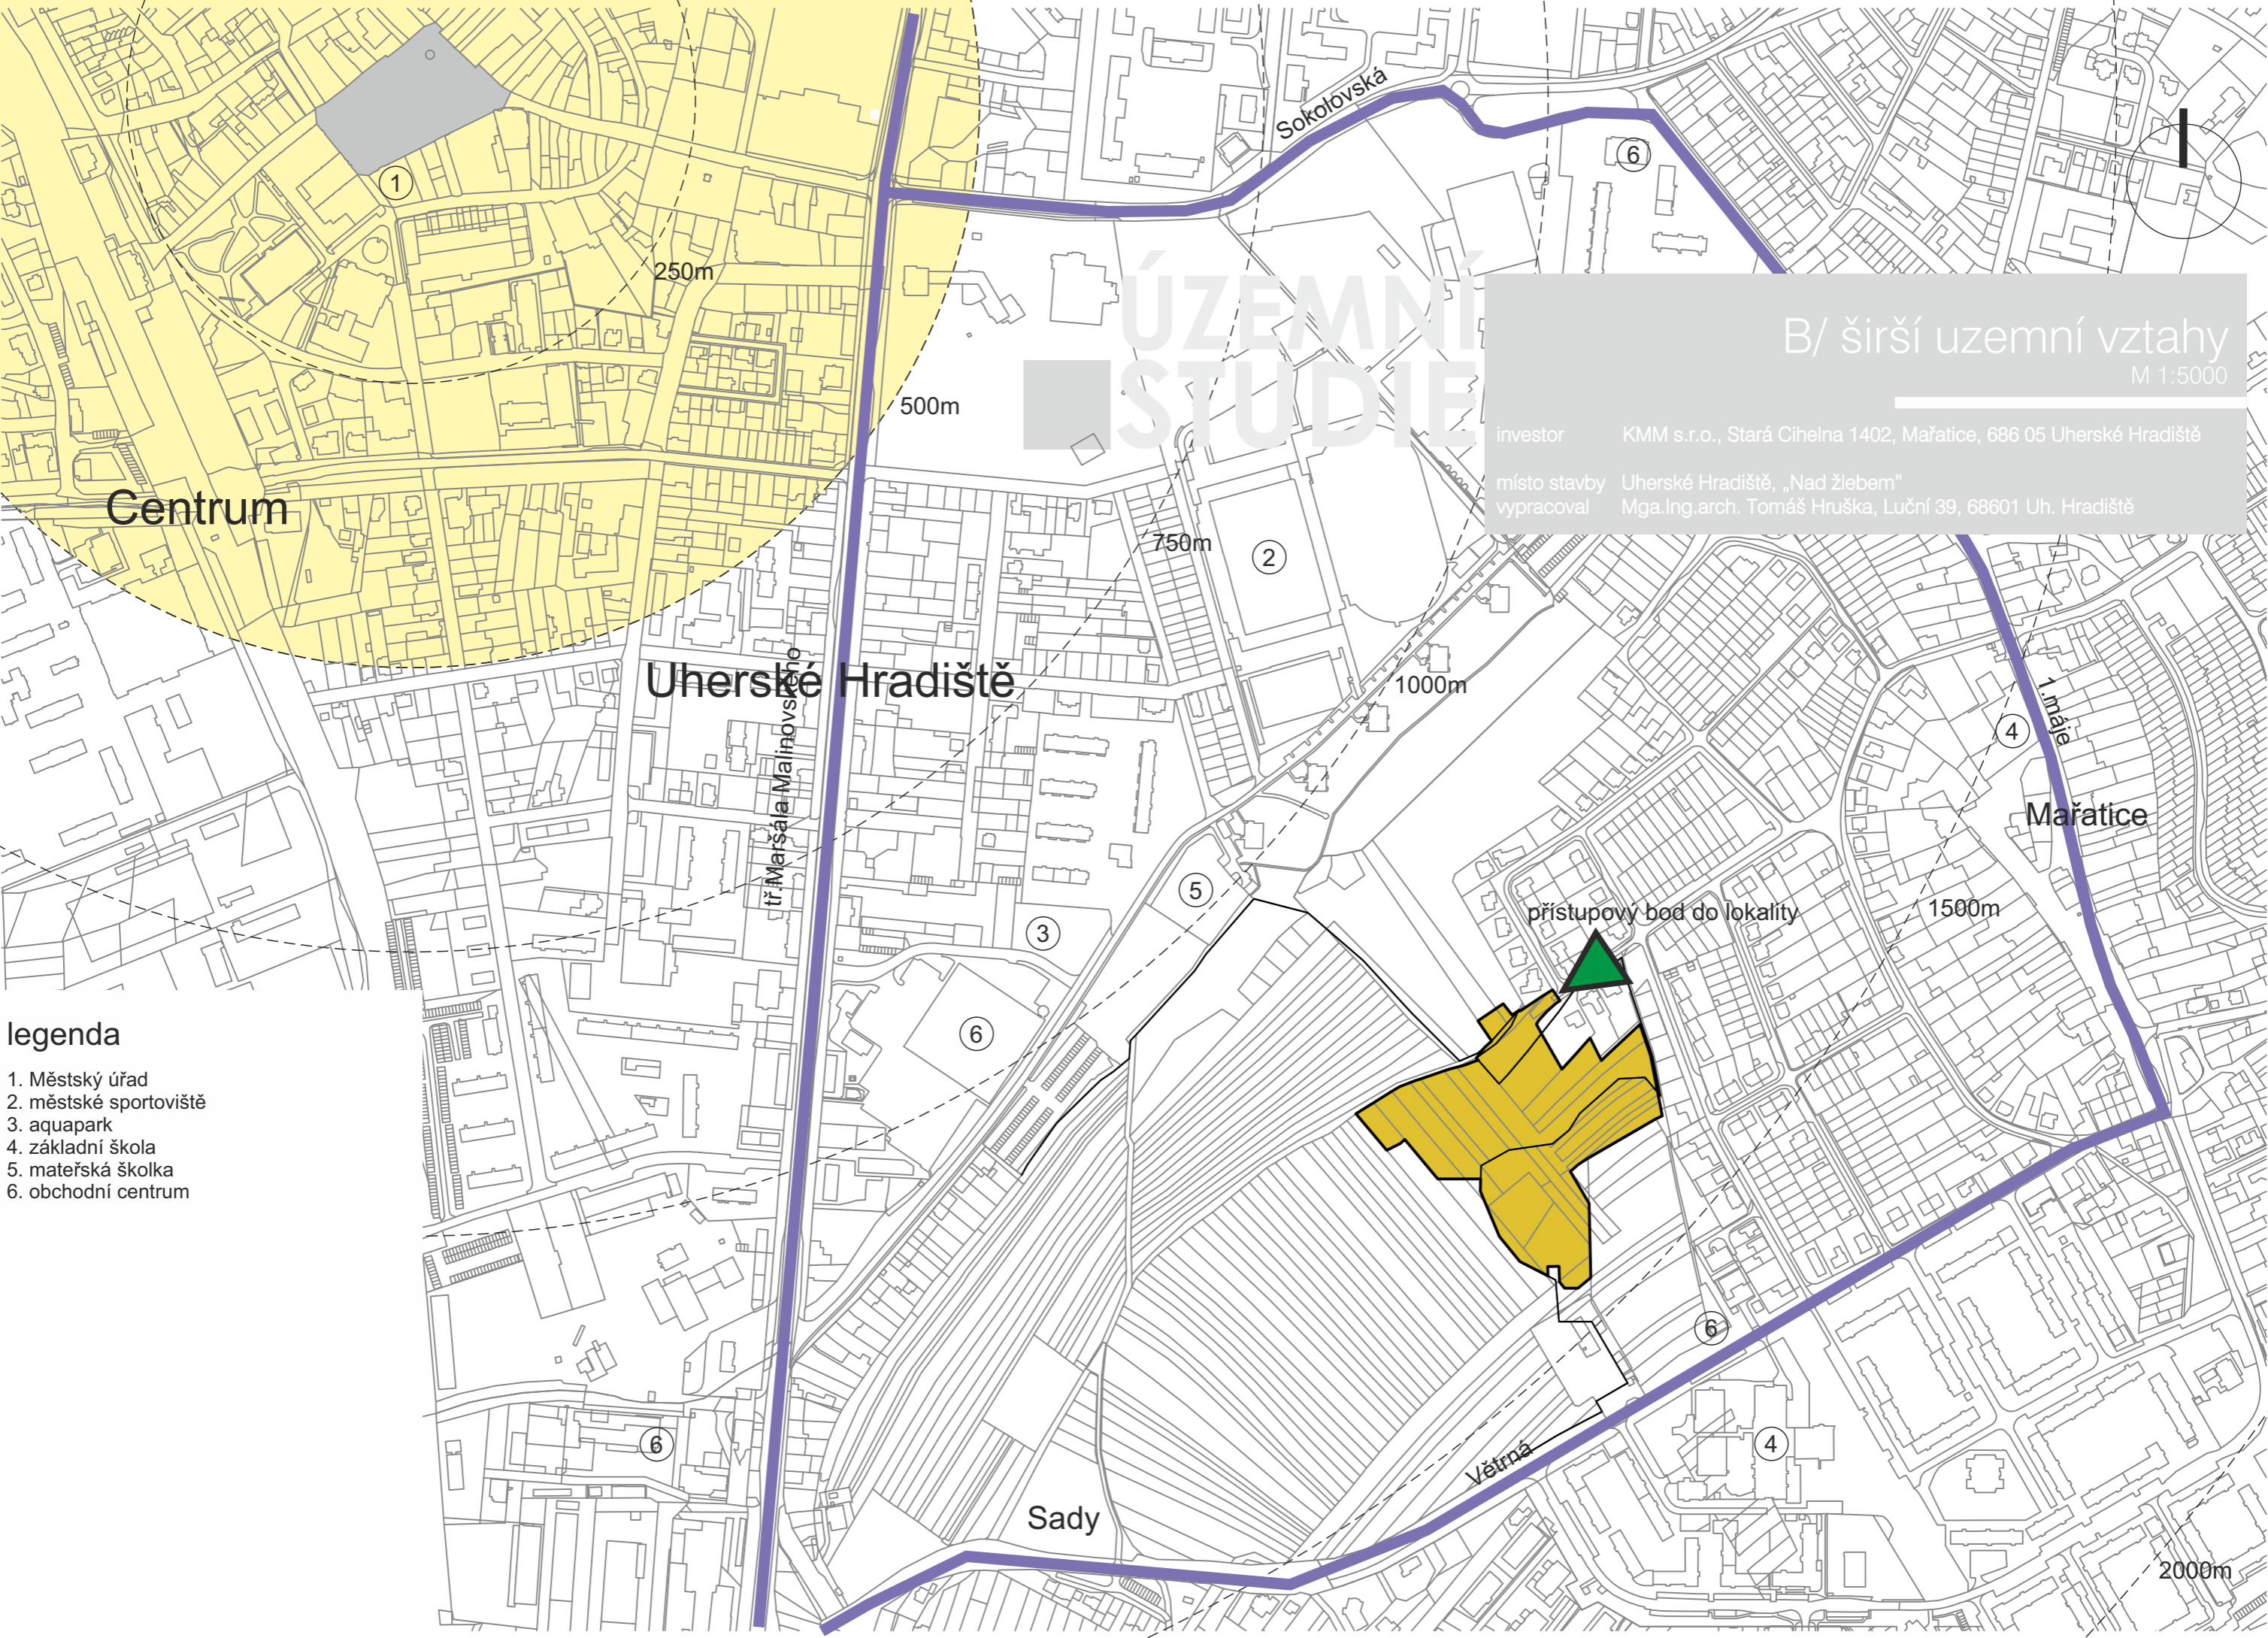 Sokolovská
6
1
250m
ÚZEMNÍ
STUDIE
B/ širší uzemní vztahy
M 1:5000
500m
investor KMM s.r.o., Stará Cihelna 1402, Mařatice, 686 05 Uherské Hradiště
místo stavby Uherské Hradiště, „Nad žlebem"
vypracoval Mga.Ing.arch. Tomáš Hruška, Luční 39, 68601 Uh. Hradiště
Centrum
750m
2
Uherské Hradiště
tř.Maršála Malinovského
1000m
1.máje
4
Mařatice
5
přístupový bod do lokality
1500m
3
6
legenda
1. Městský úřad
2. městské sportoviště
3. aquapark
4. základní škola
5. mateřská školka
6. obchodní centrum
6
6
4
Větrná
Sady
2000m